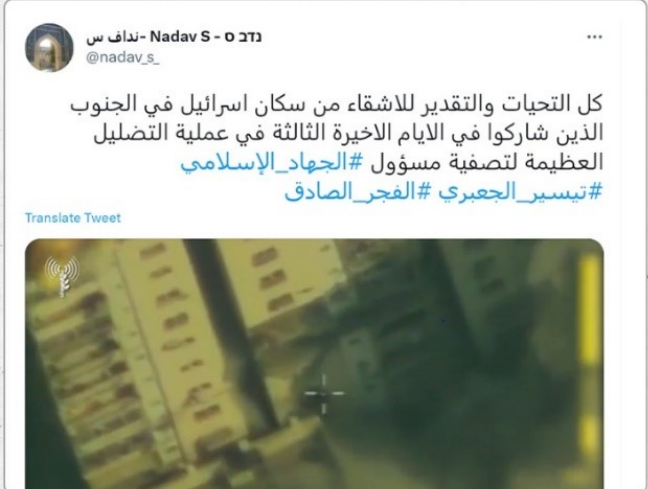 נדב ס - Nadav S - نداف س
@nadav_s_
كل التحيات والتقدير للاشقاء من سكان اسرائيل في الجنوب
الذين شاركوا في الايام الاخيرة الثالثة في عملية التضليل
العظيمة لتصفية مسؤول #الجهاد_الإسلامي
#تيسير_الجعبري #الفجر_الصادق
Translate Tweet